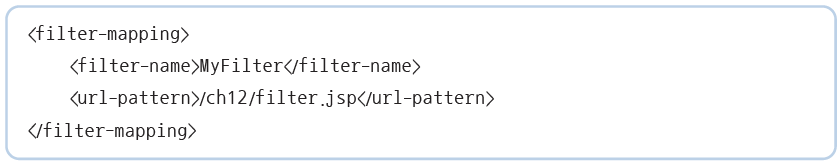 <filter-mapping>
    <filter-name>MyFilter</filter-name>
    <url-pattern>/ch12/filter.jsp</url-pattern>
</filter-mapping>